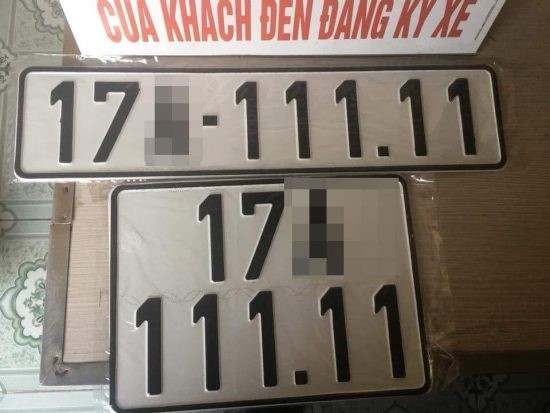 CỦA KHÁCH ĐẾN ĐĂNG KÝ XE
17 -111.11
17
111.11